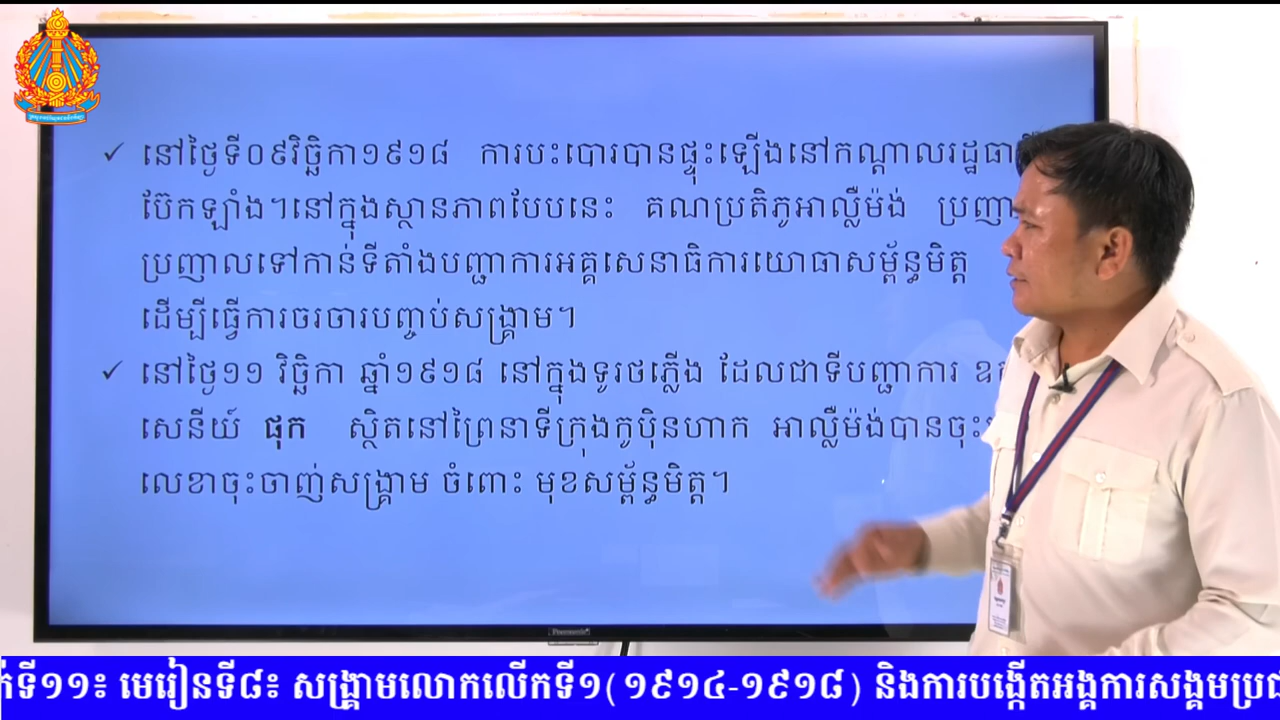 ✓ នៅថ្ងៃទី០៩វិច្ឆិកា១៩១៨ ការបះបោរបានផ្ទុះឡើងនៅកណ្ដាលរដ្ឋធានី
ប៊ែកឡាំង។នៅក្នុងស្ថានភាពបែបនេះ គណប្រតិភូអាល្លឺម៉ង់
ប្រញាលទៅកាន់ទីតាំងបញ្ជាការអគ្គសេនាធិការយោធាសម្ព័ន្ធមិត្ត
ដើម្បីធ្វើការចរចារបញ្ចប់សង្គ្រាម។
✓ នៅថ្ងៃ១១ វិច្ឆិកា ឆ្នាំ១៩១៨ នៅក្នុងទូរថភ្លើង ដែលជាទីបញ្ជាការ
សេនីយ៍ ផុក ស្ថិតនៅព្រៃនាទីក្រុងកូប៉ិនហាក អាល្លឺម៉ង់បានចុះ
លេខាចុះចាញ់សង្គ្រាម ចំពោះ មុខសម្ព័ន្ធមិត្ត។
ទី១១៖ មេរៀនទី៨៖ សង្គ្រាមលោកលើកទី១(១៩១៤-១៩១៨) និងការបង្កើតអង្គការសង្គមប្រជា